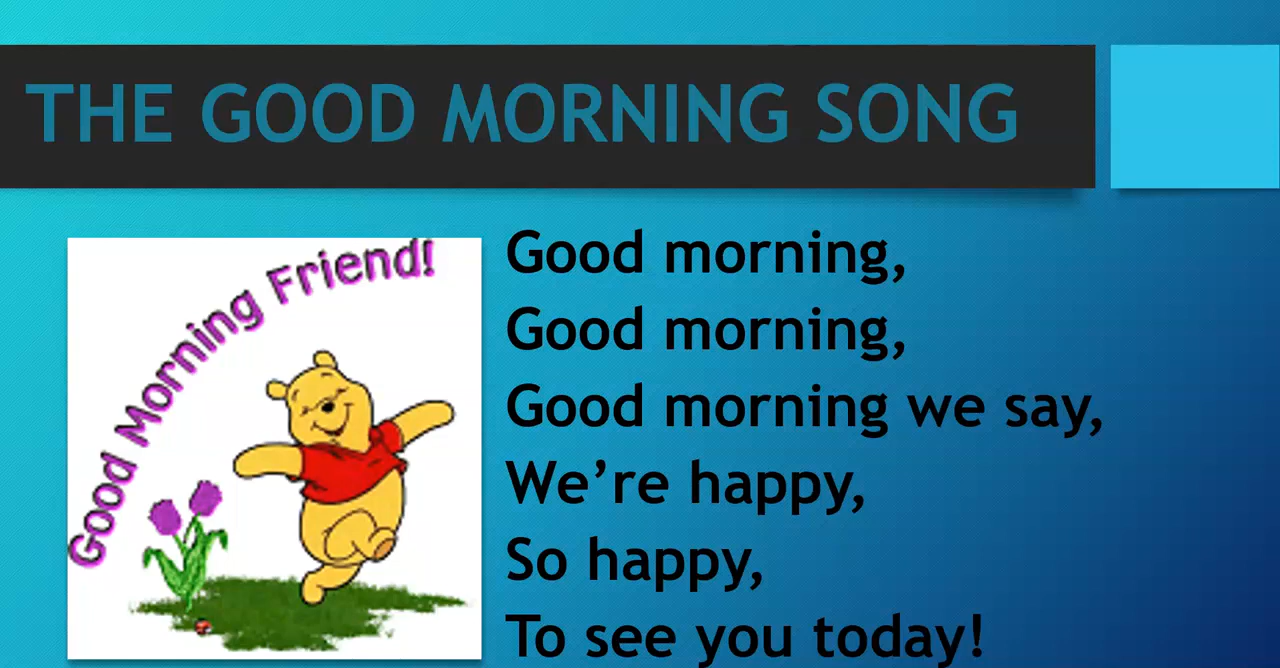 THE GOOD MORNING SONG
Good Morning Friend!
Good morning,
Good morning,
Good morning we say,
We’re happy,
So happy,
To see you today!